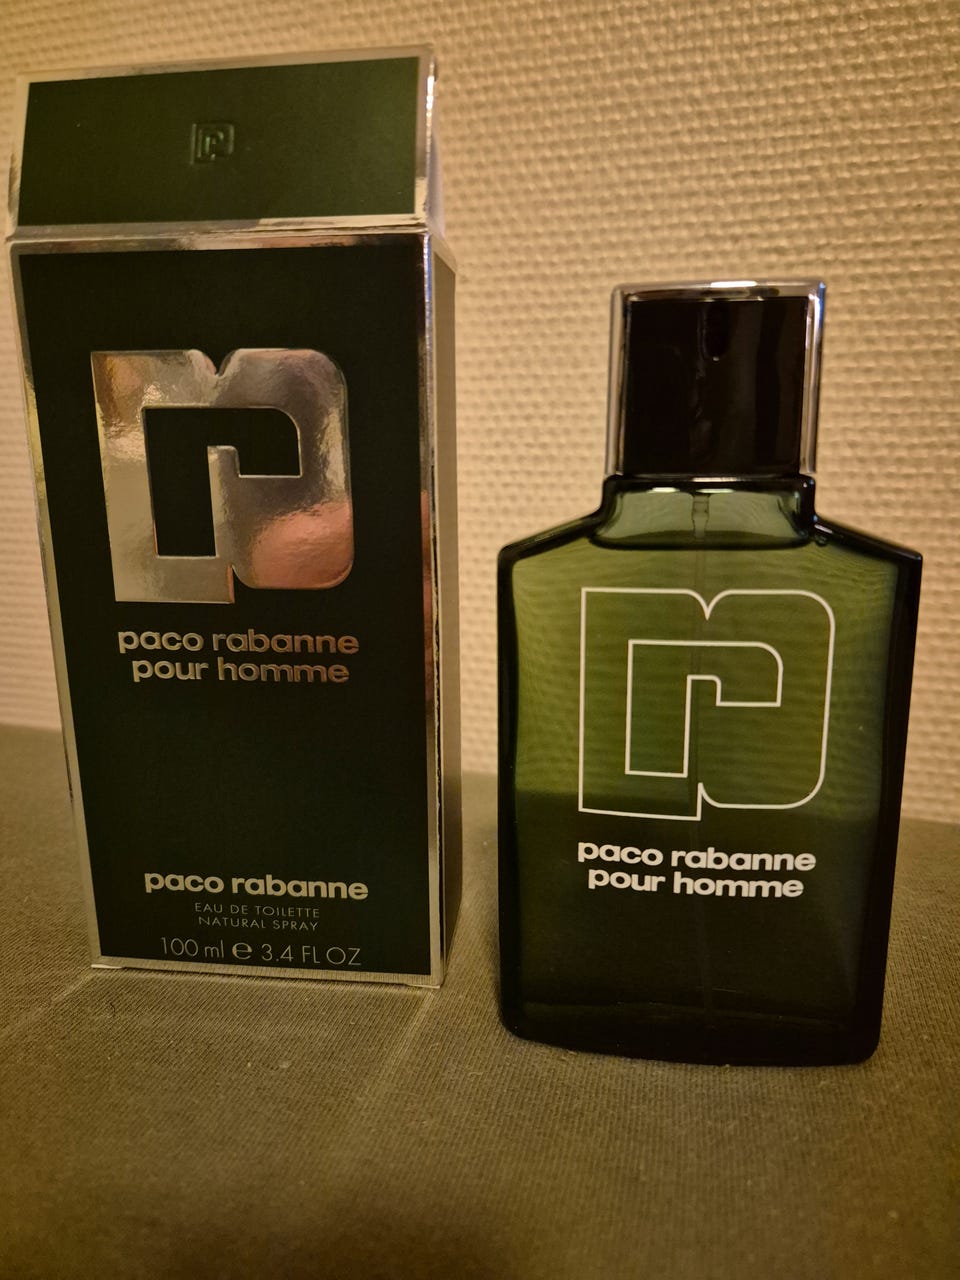 paco rabanne
pour homme
paco rabanne
EAU DE TOILETTE
NATURAL SPRAY
100 ml ℮ 3.4 FL OZ
paco rabanne
pour homme